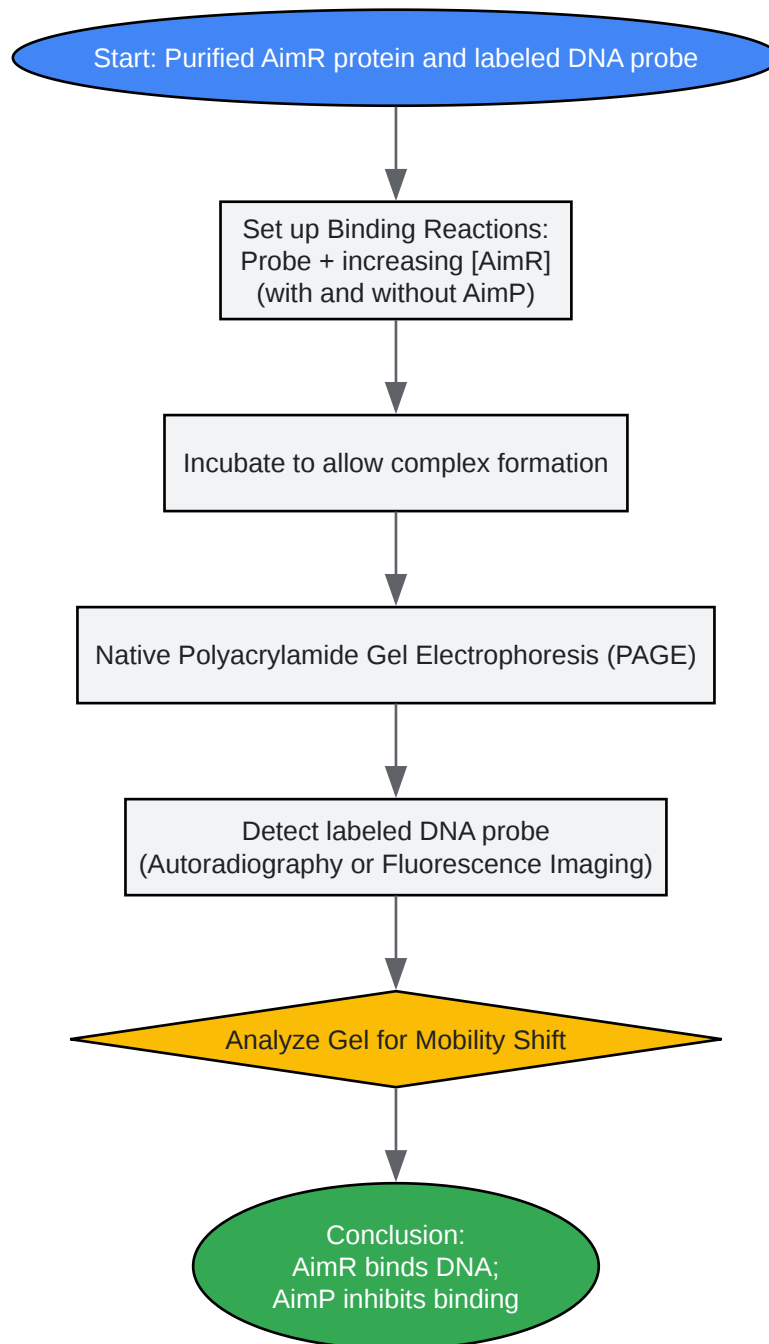 Start: Purified AimR protein and labeled DNA probe
Set up Binding Reactions:
Probe + increasing [AimR]
(with and without AimP)
Incubate to allow complex formation
Native Polyacrylamide Gel Electrophoresis (PAGE)
Detect labeled DNA probe
(Autoradiography or Fluorescence Imaging)
Analyze Gel for Mobility Shift
Conclusion:
AimR binds DNA;
AimP inhibits binding